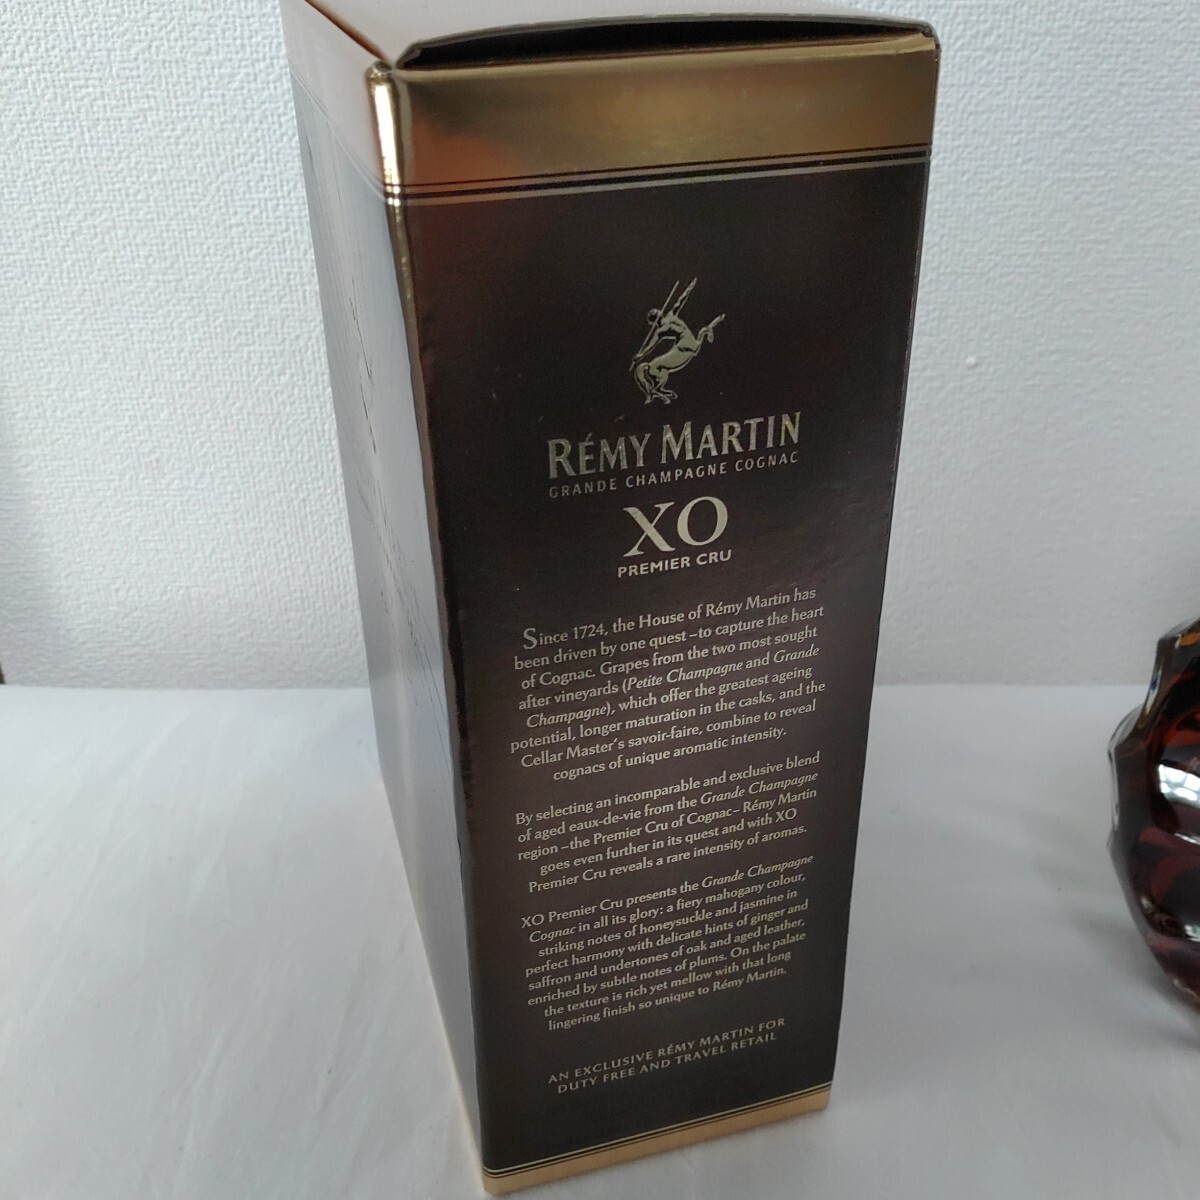 RÉMY MARTIN
GRANDE CHAMPAGNE COGNAC
XO
PREMIER CRU
Since 1724, the House of Rémy Martin has
been driven by one quest –to capture the heart
of Cognac. Grapes from the two most sought
after vineyards (Petite Champagne and Grande
Champagne), which offer the greatest ageing
potential, longer maturation in the casks, and the
Cellar Master's savoir-faire, combine to reveal
cognacs of unique aromatic intensity.
By selecting an incomparable and exclusive blend
of aged eaux-de-vie from the Grande Champagne
region –the Premier Cru of Cognac– Rémy Martin
goes even further in its quest and with XO
Premier Cru reveals a rare intensity of aromas.
XO Premier Cru presents the Grande Champagne
Cognac in all its glory: a fiery mahogany colour,
striking notes of honeysuckle and jasmine in
perfect harmony with delicate hints of ginger and
saffron and undertones of oak and aged leather,
enriched by subtle notes of plums. On the palate
the texture is rich yet mellow with that long
lingering finish so unique to Rémy Martin.
AN EXCLUSIVE RÉMY MARTIN FOR
DUTY FREE AND TRAVEL RETAIL